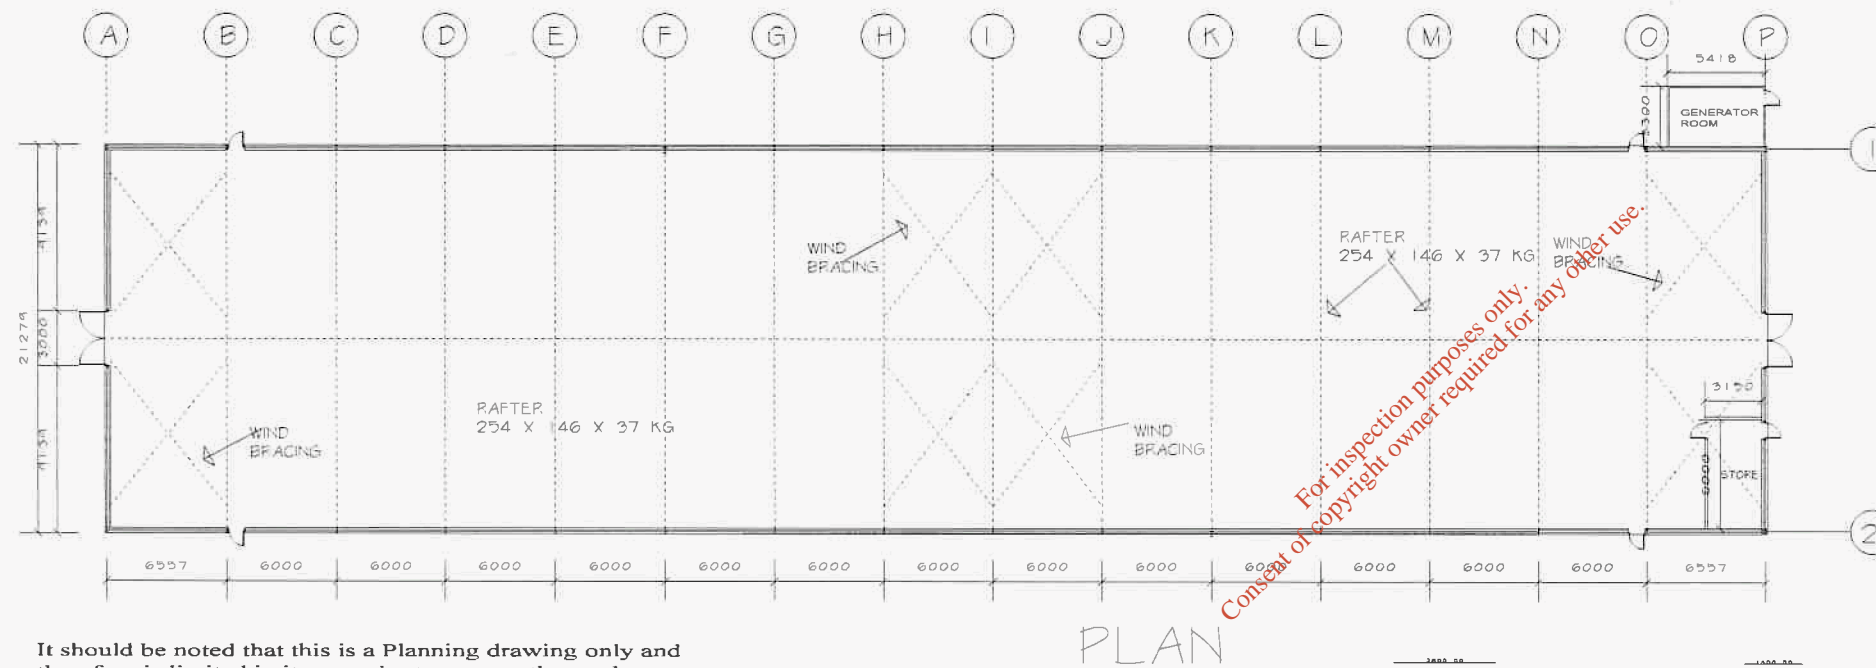 A B C D E F G H I J K L M N O P
5418
GENERATOR
ROOM
1
9139
3000
9139
21279
WIND
BRACING
RAFTER
254 X 146 X 37 KG
WIND
BRACING
RAFTER
254 X 146 X 37 KG
WIND
BRACING
WIND
BRACING
3150
6000
STORE
2
For inspection purposes only.
Consent of copyright owner required for any other use.
6557 6000 6000 6000 6000 6000 6000 6000 6000 6000 6000 6000 6000 6000 6557
PLAN
It should be noted that this is a Planning drawing only and